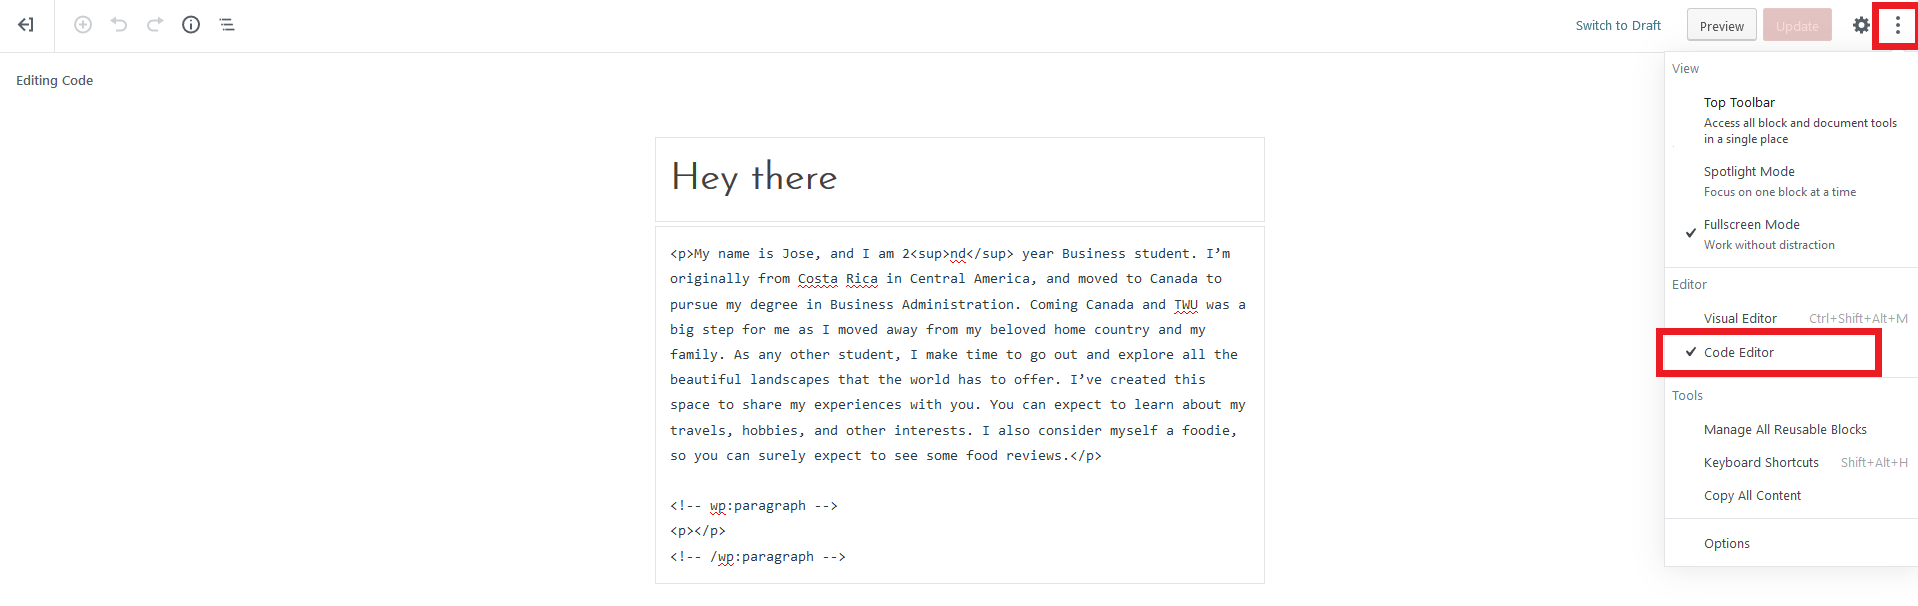 Switch to Draft
Preview
Update
Editing Code
Hey there
<p>My name is Jose, and I am 2<sup>nd</sup> year Business student. I’m
originally from Costa Rica in Central America, and moved to Canada to
pursue my degree in Business Administration. Coming Canada and TWU was a
big step for me as I moved away from my beloved home country and my
family. As any other student, I make time to go out and explore all the
beautiful landscapes that the world has to offer. I’ve created this
space to share my experiences with you. You can expect to learn about my
travels, hobbies, and other interests. I also consider myself a foodie,
so you can surely expect to see some food reviews.</p>
<!-- wp:paragraph -->
<p></p>
<!-- /wp:paragraph -->
View
Top Toolbar
Access all block and document tools
in a single place
Spotlight Mode
Focus on one block at a time
Fullscreen Mode
Work without distraction
Editor
Visual Editor Ctrl+Shift+Alt+M
Code Editor
Tools
Manage All Reusable Blocks
Keyboard Shortcuts Shift+Alt+H
Copy All Content
Options